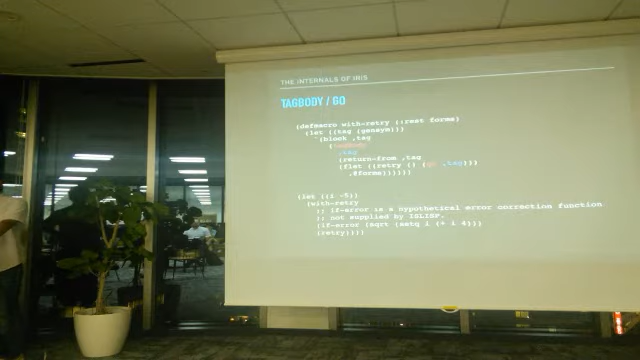 THE INTERNALS OF IRIS
TAGBODY / GO
(defmacro with-retry (:rest forms)
(let ((tag (gensym)))
`(block ,tag
(tagbody
,tag
(return-from ,tag
(flet ((retry () (go ,tag)))
,@forms))))))
(let ((i -5))
(with-retry
;; if-error is a hypothetical error correction function
;; not supplied by ISLISP.
(if-error (sqrt (setq i (+ i 4)))
(retry))))